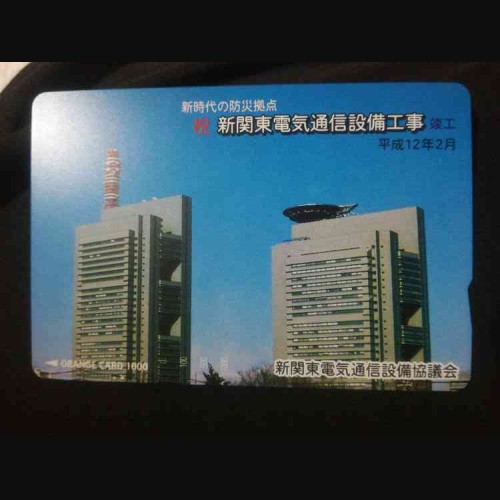 新時代の防災拠点
祝 新関東電気通信設備工事 竣工
平成12年2月
ORANGE CARD 1000
新関東電気通信設備協議会